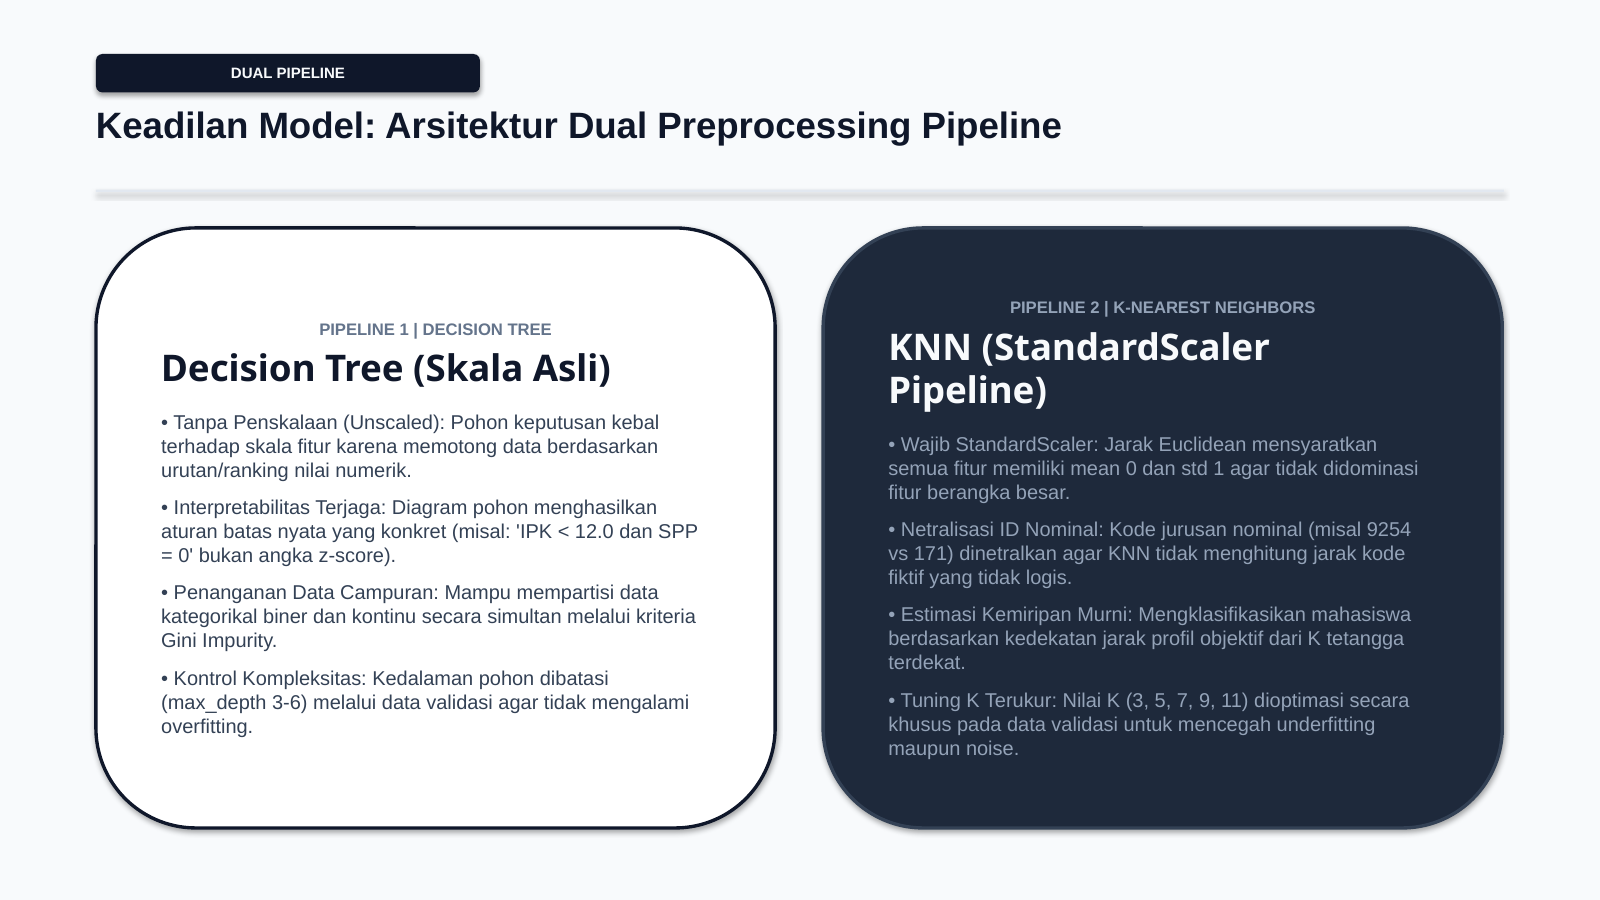 DUAL PIPELINE
Keadilan Model: Arsitektur Dual Preprocessing Pipeline
PIPELINE 1 | DECISION TREE
Decision Tree (Skala Asli)
• Tanpa Penskalaan (Unscaled): Pohon keputusan kebal
terhadap skala fitur karena memotong data berdasarkan
urutan/ranking nilai numerik.
• Interpretabilitas Terjaga: Diagram pohon menghasilkan
aturan batas nyata yang konkret (misal: 'IPK < 12.0 dan SPP
= 0' bukan angka z-score).
• Penanganan Data Campuran: Mampu mempartisi data
kategorikal biner dan kontinu secara simultan melalui kriteria
Gini Impurity.
• Kontrol Kompleksitas: Kedalaman pohon dibatasi
(max_depth 3-6) melalui data validasi agar tidak mengalami
overfitting.
PIPELINE 2 | K-NEAREST NEIGHBORS
KNN (StandardScaler
Pipeline)
• Wajib StandardScaler: Jarak Euclidean mensyaratkan
semua fitur memiliki mean 0 dan std 1 agar tidak didominasi
fitur berangka besar.
• Netralisasi ID Nominal: Kode jurusan nominal (misal 9254
vs 171) dinetralkan agar KNN tidak menghitung jarak kode
fiktif yang tidak logis.
• Estimasi Kemiripan Murni: Mengklasifikasikan mahasiswa
berdasarkan kedekatan jarak profil objektif dari K tetangga
terdekat.
• Tuning K Terukur: Nilai K (3, 5, 7, 9, 11) dioptimasi secara
khusus pada data validasi untuk mencegah underfitting
maupun noise.